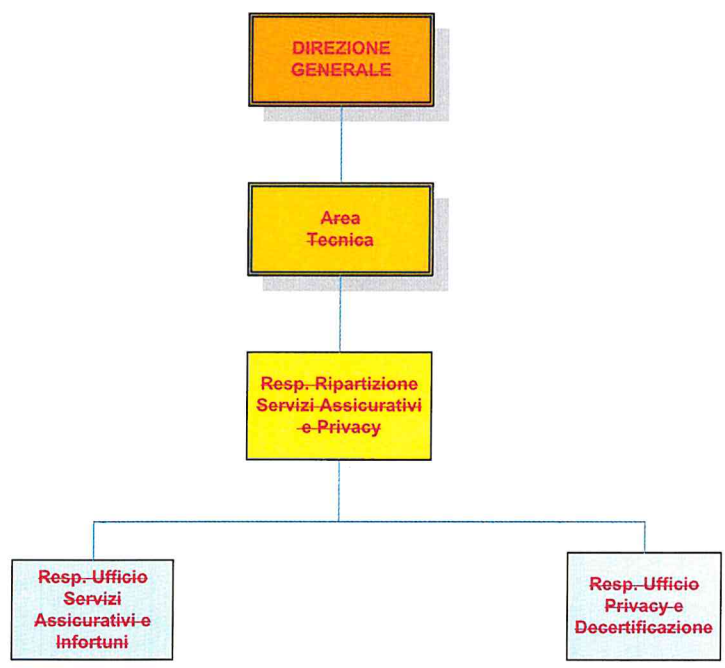 DIREZIONE
GENERALE
Area
Tecnica
Resp. Ripartizione
Servizi Assicurativi
e Privacy
Resp. Ufficio
Servizi
Assicurativi e
Infortuni
Resp. Ufficio
Privacy e
Decertificazione